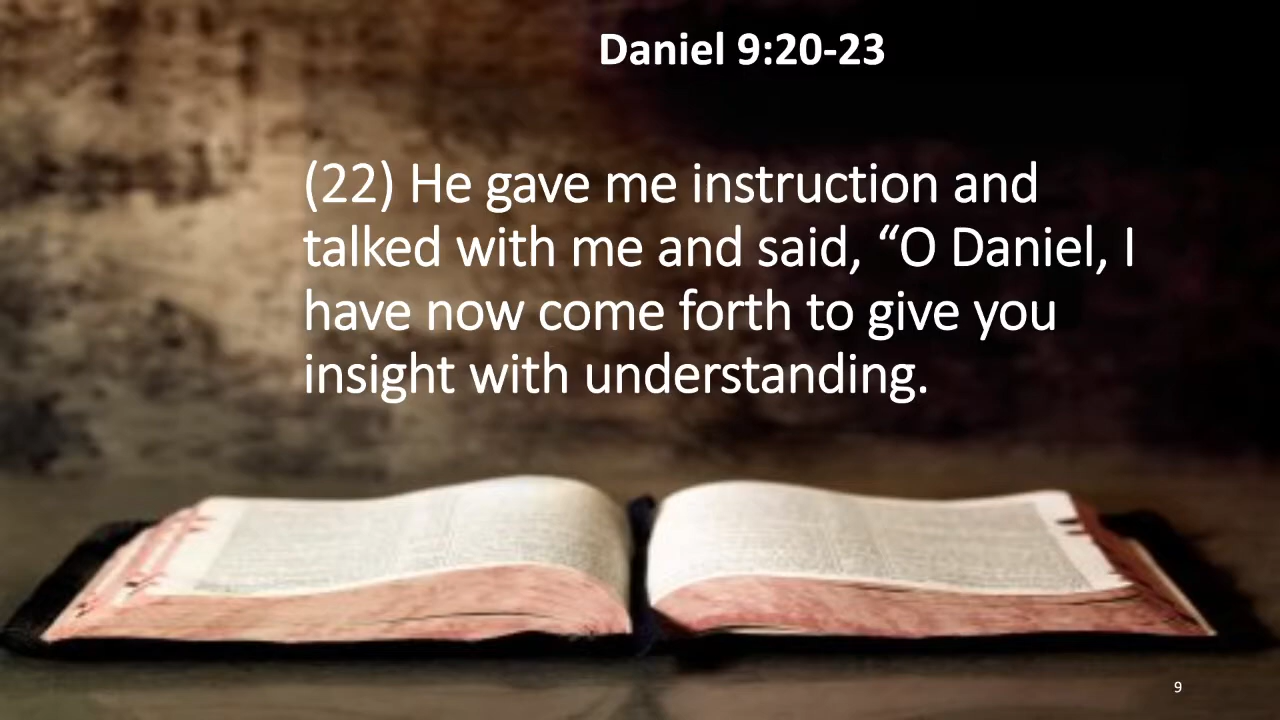 Daniel 9:20-23
(22) He gave me instruction and
talked with me and said, “O Daniel, I
have now come forth to give you
insight with understanding.
9